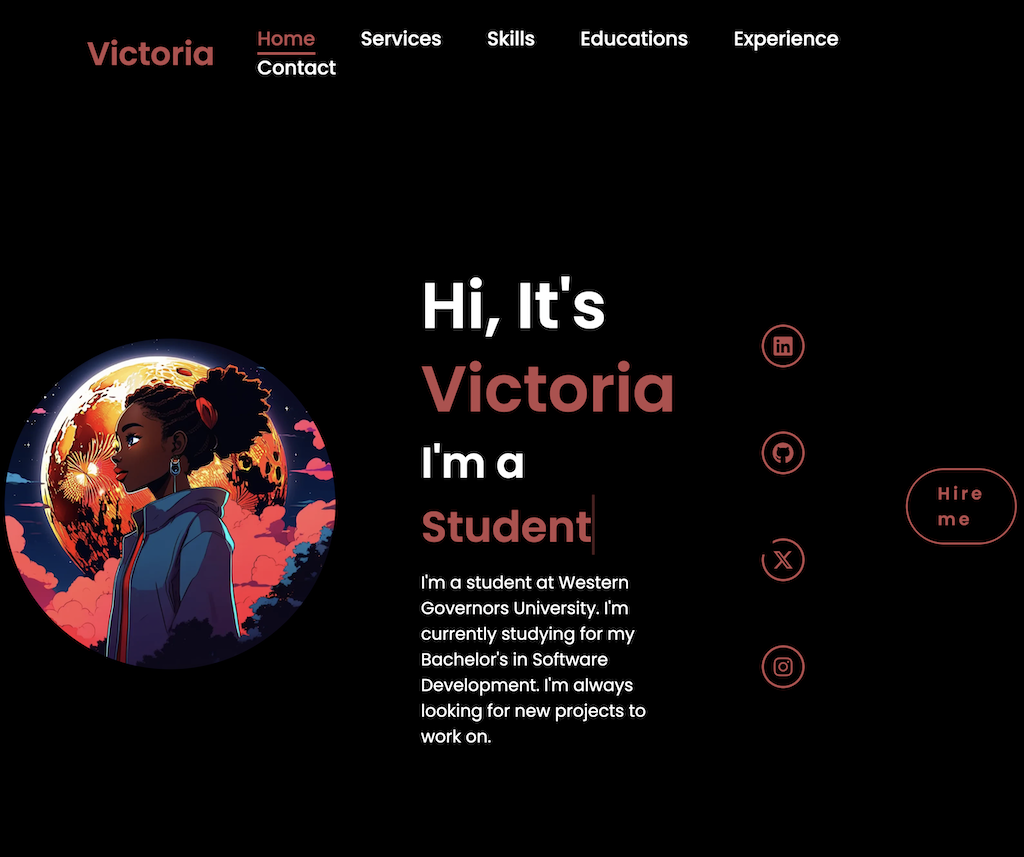 Victoria
Home Services Skills Educations Experience
Contact
Hi, It's
Victoria
I'm a
Student
I'm a student at Western
Governors University. I'm
currently studying for my
Bachelor's in Software
Development. I'm always
looking for new projects to
work on.
in
X
Hire
me